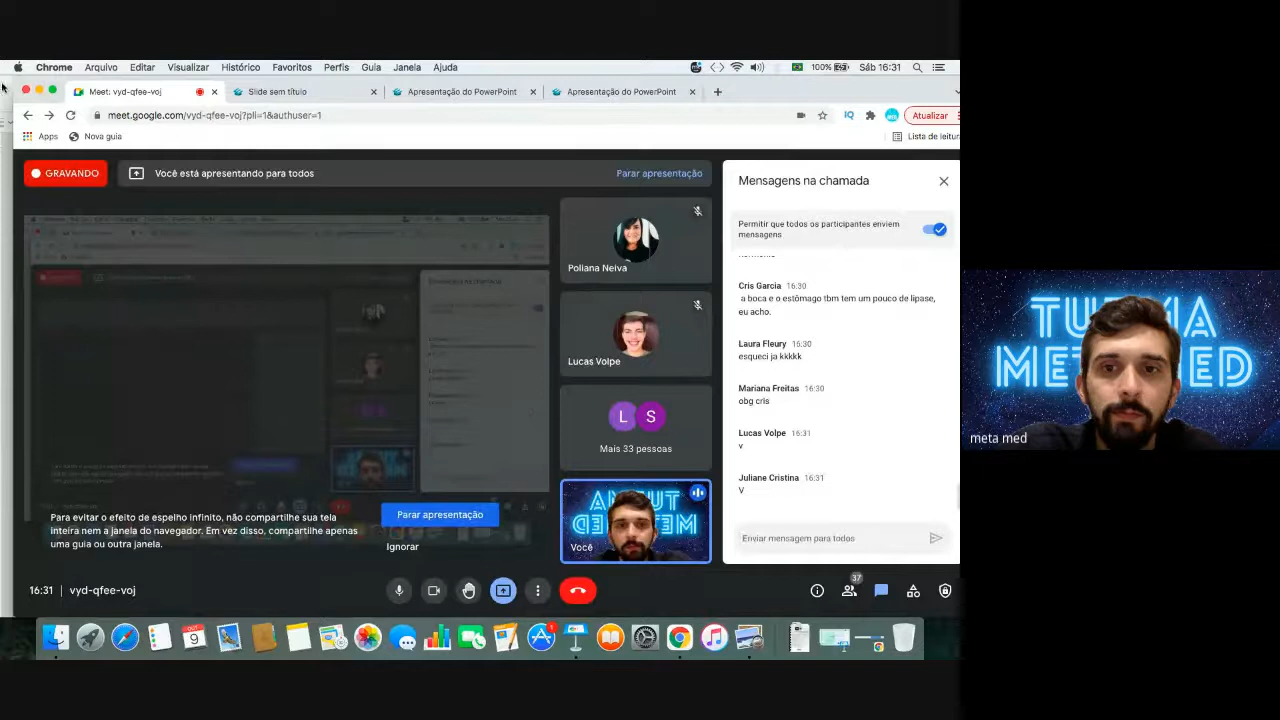 Chrome Arquivo Editar Visualizar Histórico Favoritos Perfis Guia Janela Ajuda 100% Sáb 16:31
Meet: vyd-qfee-voj Slide sem título Apresentação do PowerPoint Apresentação do PowerPoint
meet.google.com/vyd-qfee-voj?pli=1&authuser=1 Atualizar
Apps Nova guia Lista de leitura
GRAVANDO
Você está apresentando para todos
Parar apresentação
Poliana Neiva
Lucas Volpe
L S
Mais 33 pessoas
Você
Para evitar o efeito de espelho infinito, não compartilhe sua tela
inteira nem a janela do navegador. Em vez disso, compartilhe apenas
uma guia ou outra janela.
Parar apresentação
Ignorar
Mensagens na chamada
Permitir que todos os participantes enviem
mensagens
Cris Garcia 16:30
a boca e o estômago tbm tem um pouco de lipase,
eu acho.
Laura Fleury 16:30
esqueci ja kkkkk
Mariana Freitas 16:30
obg cris
Lucas Volpe 16:31
v
Juliane Cristina 16:31
V
Enviar mensagem para todos
16:31 | vyd-qfee-voj
37
OCT
9
1
meta med